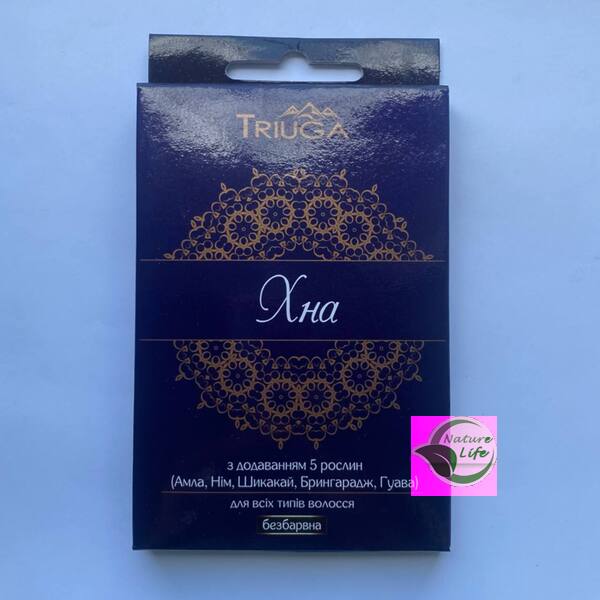 TRIUGA
Хна
з додаванням 5 рослин
(Амла, Нім, Шикакай, Брингарадж, Гуава)
для всіх типів волосся
безбарвна
Nature
Life